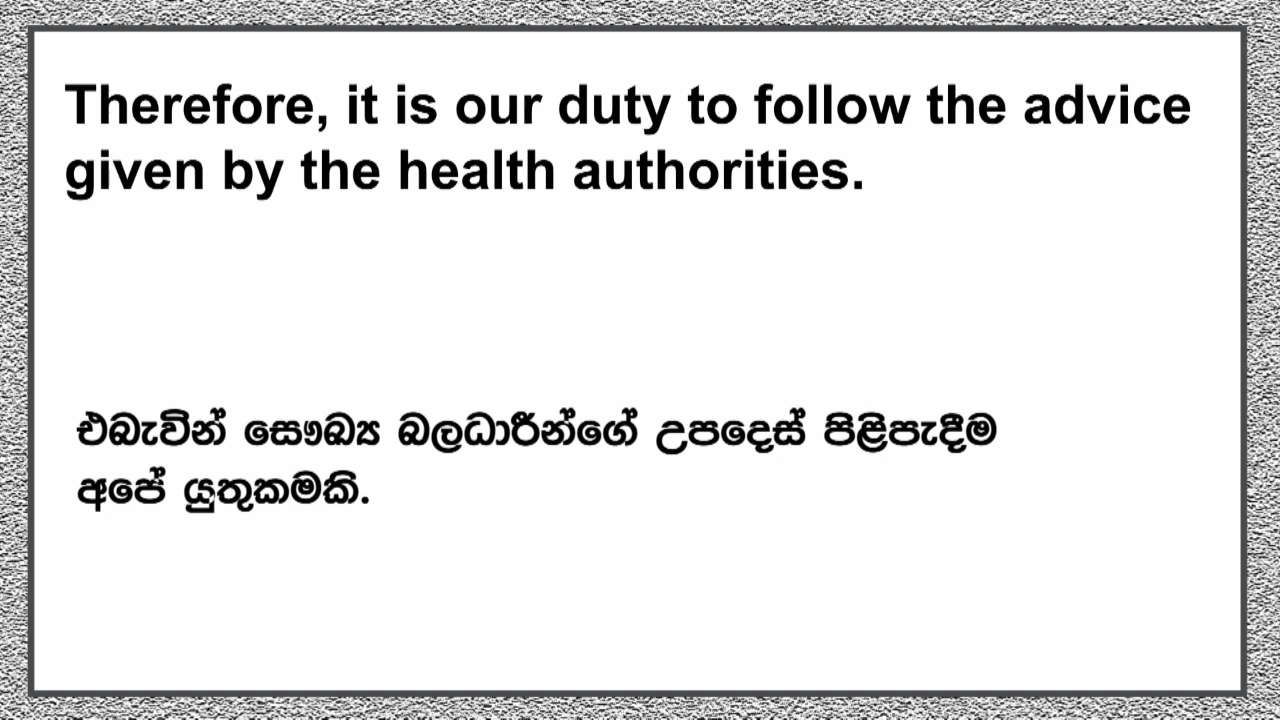 Therefore, it is our duty to follow the advice
given by the health authorities.
එබැවින් සෞඛ්‍ය බලධාරීන්ගේ උපදෙස් පිළිපැදීම
අපේ යුතුකමකි.